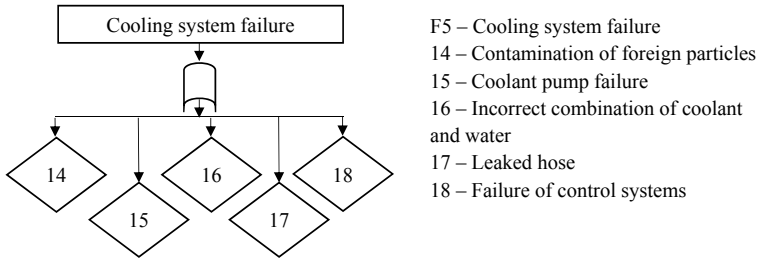 Cooling system failure
14
16
18
15
17
F5 – Cooling system failure
14 – Contamination of foreign particles
15 – Coolant pump failure
16 – Incorrect combination of coolant
and water
17 – Leaked hose
18 – Failure of control systems